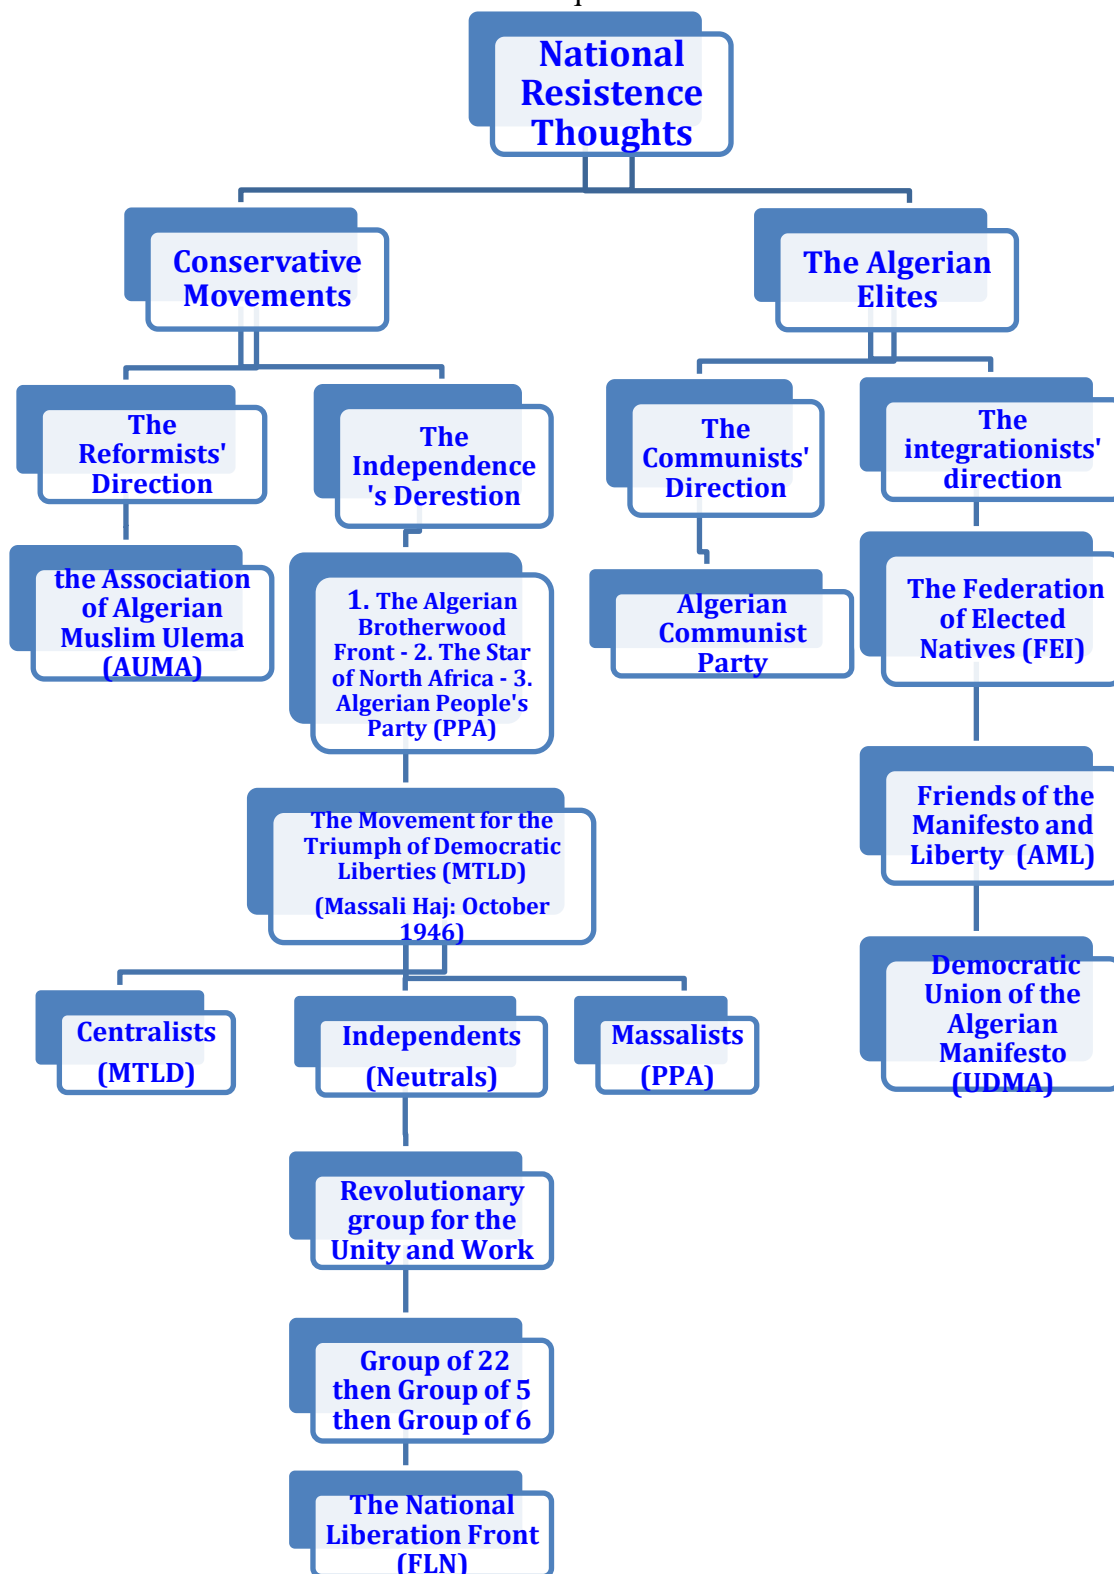 National
Resistence
Thoughts
Conservative
Movements
The Algerian
Elites
The
Reformists'
Direction
The
Independence
's Derestion
The
Communists'
Direction
The
integrationists'
direction
the Association
of Algerian
Muslim Ulema
(AUMA)
1. The Algerian
Brotherwood
Front - 2. The Star
of North Africa - 3.
Algerian People's
Party (PPA)
Algerian
Communist
Party
The Federation
of Elected
Natives (FEI)
The Movement for the
Triumph of Democratic
Liberties (MTLD)
(Massali Haj: October
1946)
Friends of the
Manifesto and
Liberty (AML)
Centralists
(MTLD)
Independents
(Neutrals)
Massalists
(PPA)
Democratic
Union of the
Algerian
Manifesto
(UDMA)
Revolutionary
group for the
Unity and Work
Group of 22
then Group of 5
then Group of 6
The National
Liberation Front
(FLN)